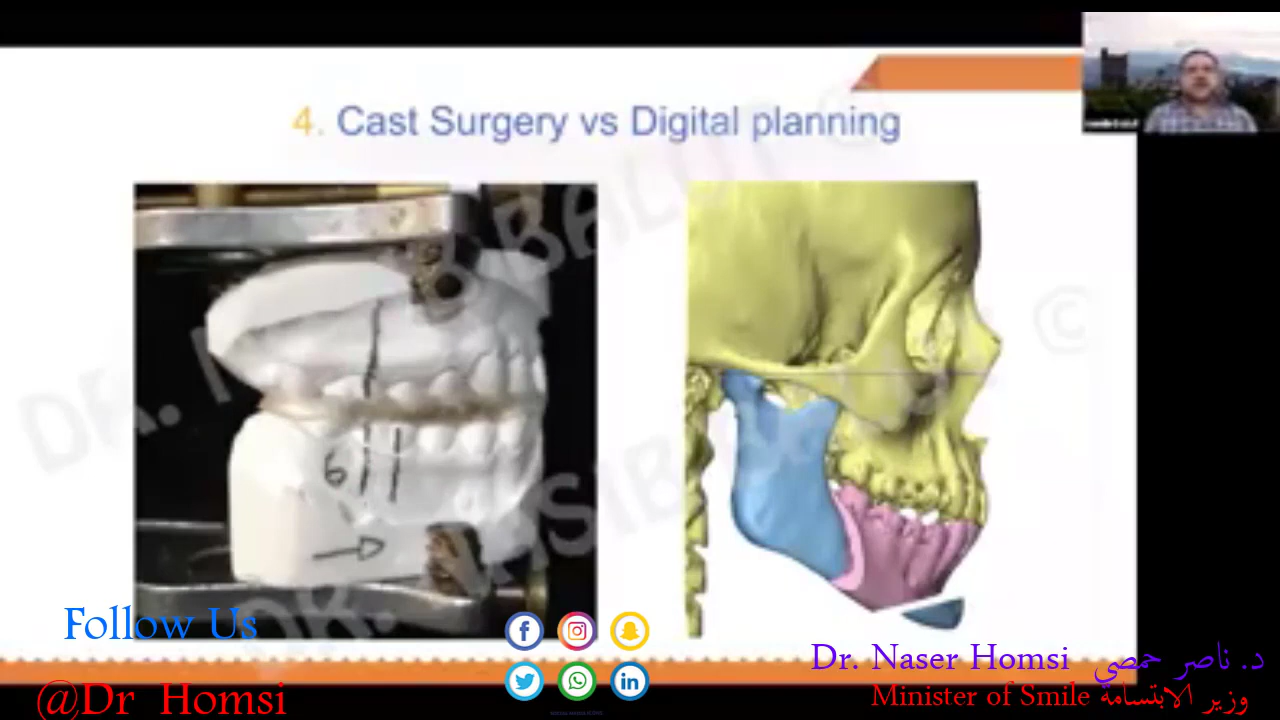 4. Cast Surgery vs Digital planning
6
Follow Us
@Dr Homsi
Dr. Naser Homsi د. ناصر حمصي
Minister of Smile وزير الابتسامة